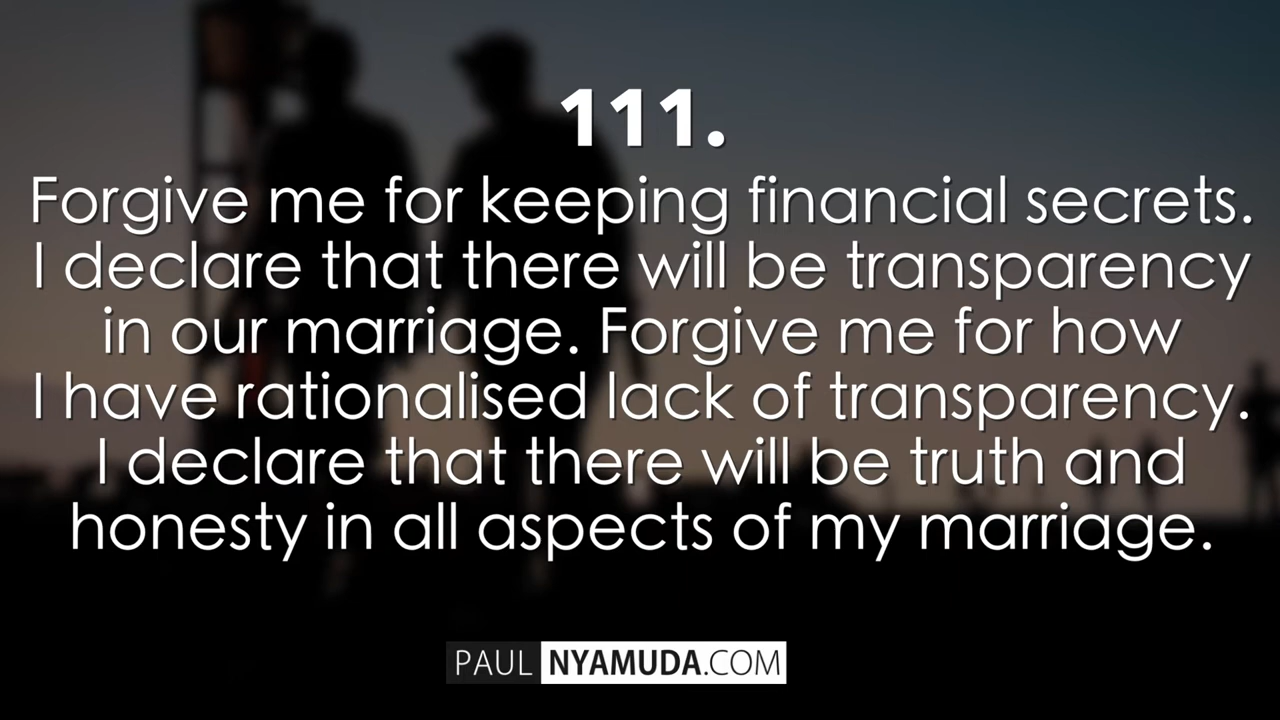 111.
Forgive me for keeping financial secrets.
I declare that there will be transparency
in our marriage. Forgive me for how
I have rationalised lack of transparency.
I declare that there will be truth and
honesty in all aspects of my marriage.
PAUL NYAMUDA.COM